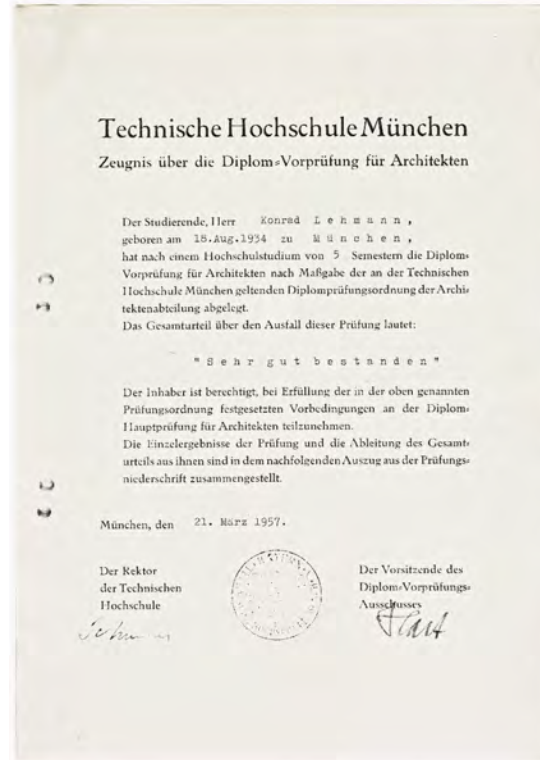 Technische Hochschule München
Zeugnis über die Diplom=Vorprüfung für Architekten
Der Studierende, Herr Konrad Lehmann,
geboren am 18.Aug.1934 zu München,
hat nach einem Hochschulstudium von 5 Semestern die Diplom=
Vorprüfung für Architekten nach Maßgabe der an der Technischen
Hochschule München geltenden Diplomprüfungsordnung der Archi=
tektenabteilung abgelegt.
Das Gesamturteil über den Ausfall dieser Prüfung lautet:
"Sehr gut bestanden"
Der Inhaber ist berechtigt, bei Erfüllung der in der oben genannten
Prüfungsordnung festgesetzten Vorbedingungen an der Diplom=
Hauptprüfung für Architekten teilzunehmen.
Die Einzelergebnisse der Prüfung und die Ableitung des Gesamt=
urteils aus ihnen sind in dem nachfolgenden Auszug aus der Prüfungs=
niederschrift zusammengestellt.
München, den 21. März 1957.
Der Rektor
der Technischen
Hochschule
Der Vorsitzende des
Diplom=Vorprüfungs=
Ausschusses